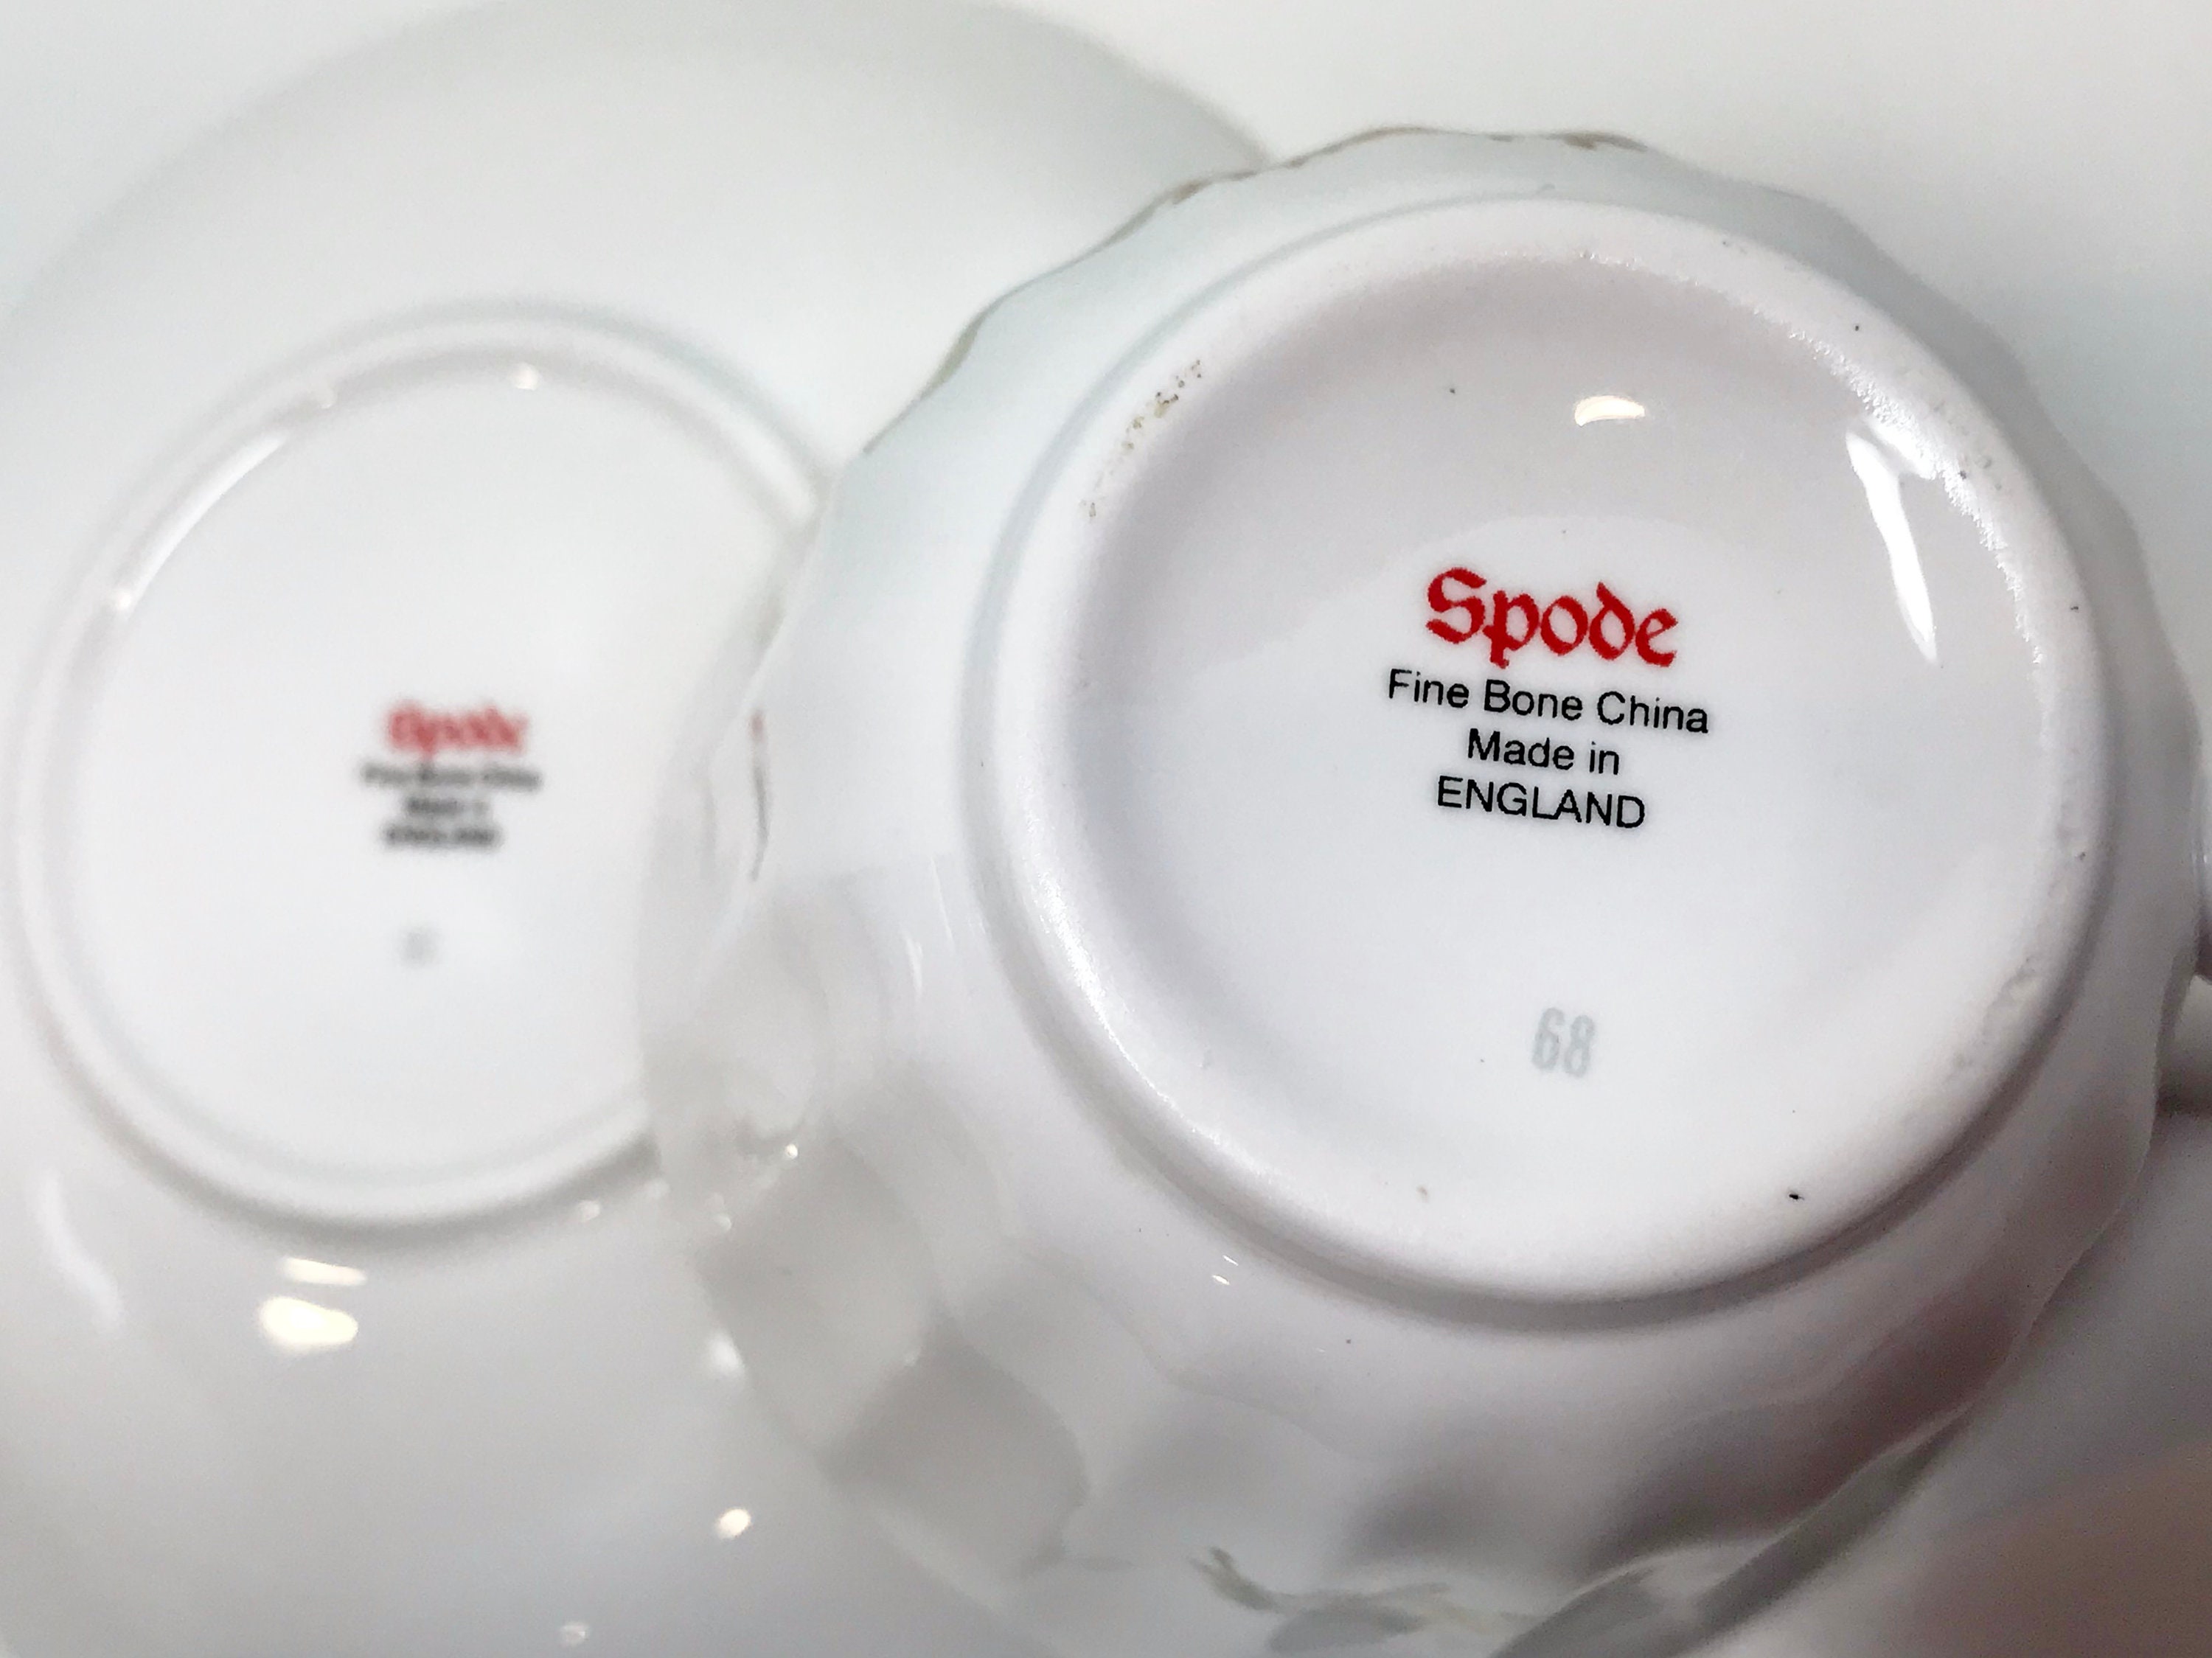 Spode
Fine Bone China
Made in
ENGLAND
68
Spode